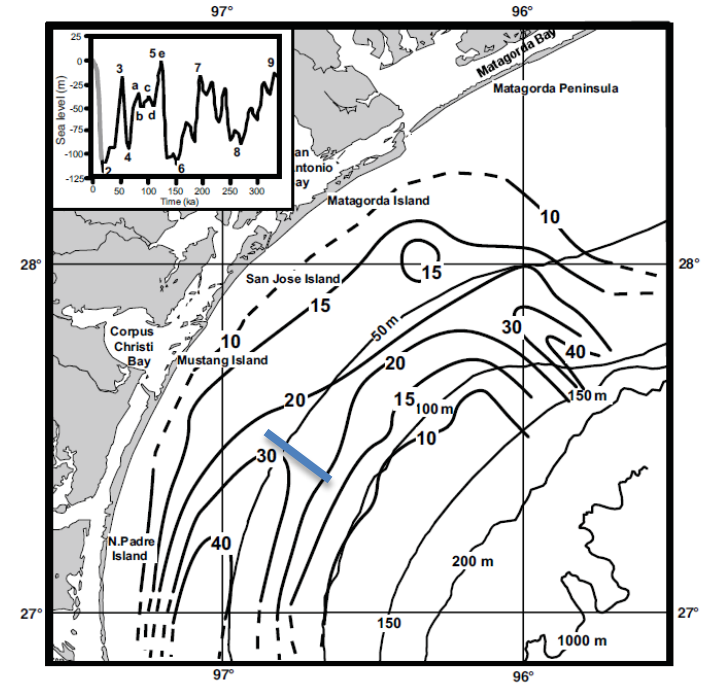 97°
96°
25
0
-25
-50
-75
-100
-125
Sea level (m)
3
a
c
b
d
5 e
7
9
2
4
6
8
0
50
100
150
200
250
300
Time (ka)
Matagorda Bay
Matagorda Peninsula
an
ntonio
ay
Matagorda Island
10
28°
28°
15
San Jose Island
15
50 m
10
30
Corpus
Christi
Bay
Mustang Island
20
40
20
15
100 m
150 m
10
30
N.Padre
Island
40
200 m
27°
27°
150
1000 m
97°
96°